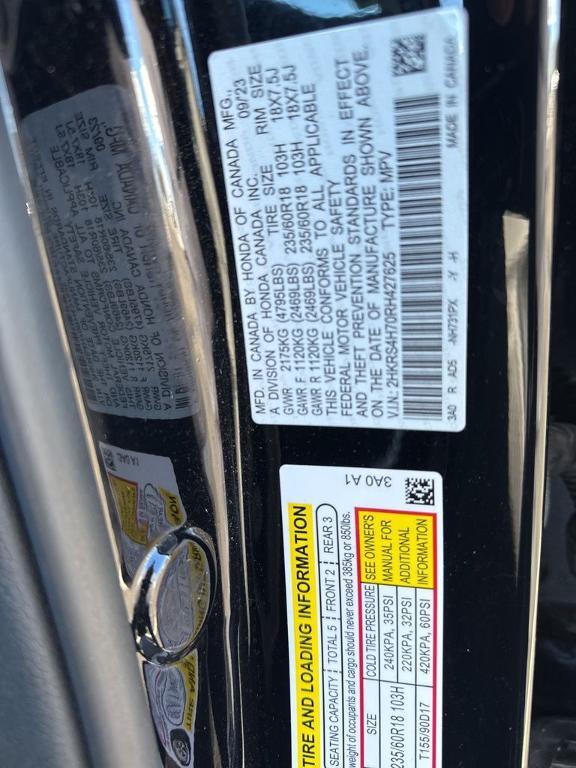 MFD. IN CANADA BY HONDA OF CANADA MFG.,
A DIVISION OF HONDA CANADA INC. 09/23
TIRE SIZE RIM SIZE
GVWR 2175KG (4795LBS)
GAWR F 1120KG (2469LBS) 235/60R18 103H 18X7.5J
GAWR R 1120KG (2469LBS) 235/60R18 103H 18X7.5J
THIS VEHICLE CONFORMS TO ALL APPLICABLE
FEDERAL MOTOR VEHICLE SAFETY
AND THEFT PREVENTION STANDARDS IN EFFECT
ON THE DATE OF MANUFACTURE SHOWN ABOVE.
V.I.N: 2HKRS4H70RH427625 TYPE: MPV
3A0 R AD5 -NH731PX -Y -H MADE IN CANADA
TIRE AND LOADING INFORMATION
3A0 A1
SEATING CAPACITY TOTAL 5 FRONT 2 REAR 3
weight of occupants and cargo should never exceed 385kg or 850lbs.
SIZE COLD TIRE PRESSURE SEE OWNER'S
235/60R18 103H 240KPA, 35PSI MANUAL FOR
220KPA, 32PSI ADDITIONAL
T155/90D17 420KPA, 60PSI INFORMATION